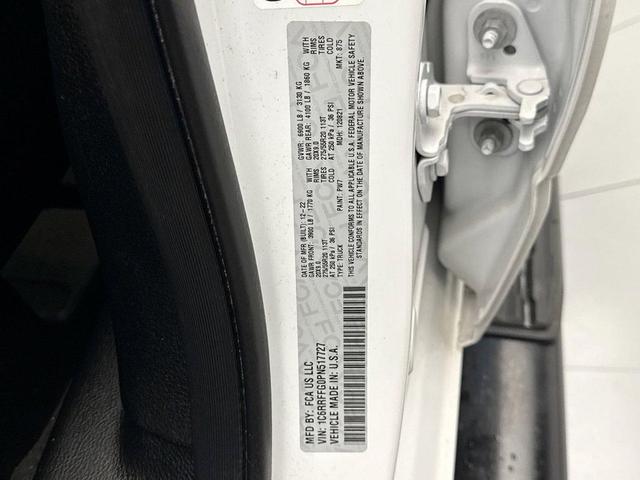 MFD BY: FCA US LLC
VIN: 1C6RRFFG0PN517727
VEHICLE MADE IN: U.S.A.
DATE OF MFR (BUILT): 12-22
GVWR: 6900 LB / 3130 KG
GAWR FRONT: 3900 LB / 1770 KG WITH
GAWR REAR: 4100 LB / 1860 KG WITH
20X9.0 RIMS
20X9.0 RIMS
275/55R20 113T TIRES
275/55R20 113T TIRES
AT 250 kPa / 36 PSI COLD
AT 250 kPa / 36 PSI COLD
TYPE: TRUCK PAINT: PW7 MDH: 120821 MKT: 875
THIS VEHICLE CONFORMS TO ALL APPLICABLE U.S.A. FEDERAL MOTOR VEHICLE SAFETY
STANDARDS IN EFFECT ON THE DATE OF MANUFACTURE SHOWN ABOVE.